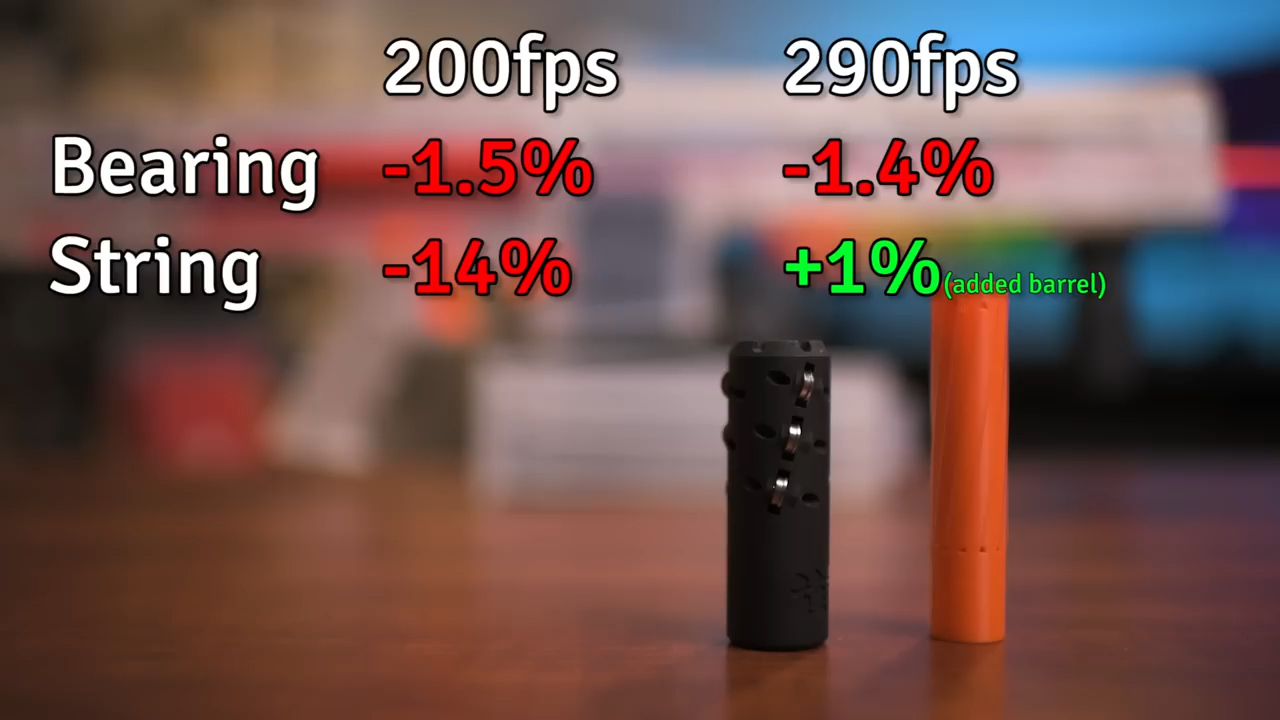 200fps 290fps
Bearing -1.5% -1.4%
String -14% +1%(added barrel)